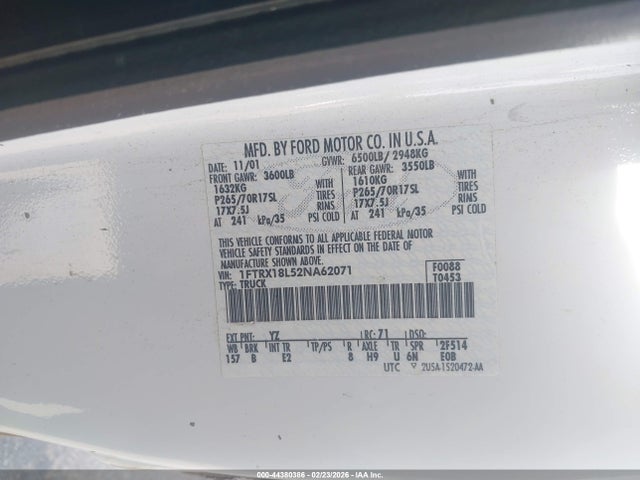 MFD. BY FORD MOTOR CO. IN U.S.A.
DATE: 11/01 GVWR: 6500LB/ 2948KG
FRONT GAWR: 3600LB REAR GAWR: 3550LB
1632KG WITH 1610KG WITH
P265/70R17SL TIRES P265/70R17SL TIRES
17X7.5J RIMS 17X7.5J RIMS
AT 241 kPa/35 PSI COLD AT 241 kPa/35 PSI COLD
THIS VEHICLE CONFORMS TO ALL APPLICABLE FEDERAL MOTOR
VEHICLE SAFETY STANDARDS IN EFFECT ON THE DATE OF
MANUFACTURE SHOWN ABOVE.
VIN: 1FTRX18L52NA62071 F0088
TYPE: TRUCK T0453
EXT PNT: YZ RC: 71 DSO:
WB BRK INT TR TP/PS R AXLE TR SPR 2F514
157 B E2 8 H9 U 6N E0B
UTC 2USA-1520472-AA
000-44380386 - 02/23/2026 - IAA Inc.